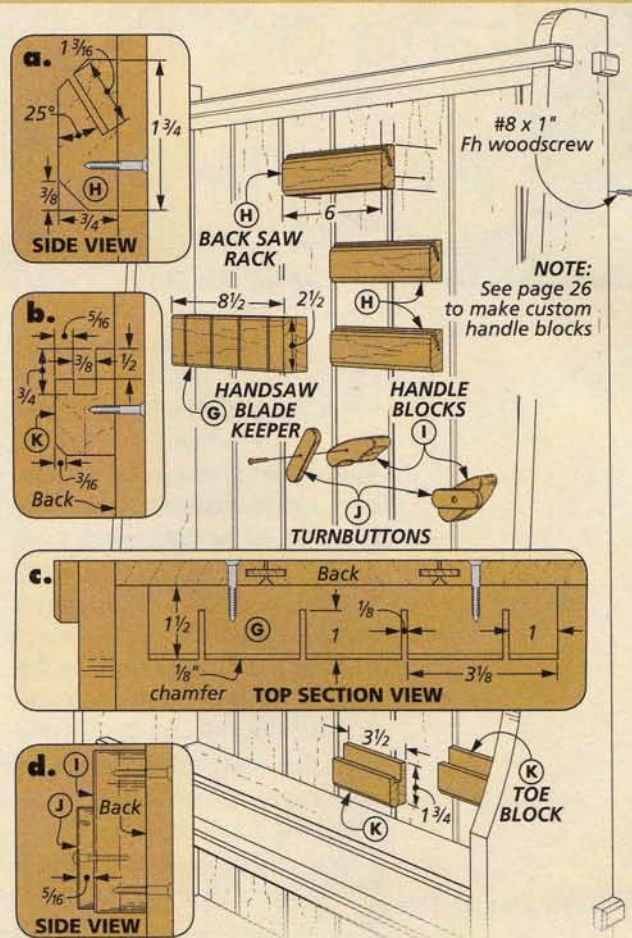 a.
1 3/16
25°
1 3/4
H
3/8
3/4
SIDE VIEW
#8 x 1"
Fh woodscrew
H
6
BACK SAW
RACK
NOTE:
See page 26
to make custom
handle blocks
H
b.
5/16
3/8
1/2
3/4
K
3/16
Back
8 1/2
2 1/2
G
HANDSAW
BLADE
KEEPER
HANDLE
BLOCKS
I
J
TURNBUTTONS
c.
Back
1 1/2
G
1
1/8
1
1/8"
chamfer
TOP SECTION VIEW
3 1/8
d.
I
J
Back
5/16
SIDE VIEW
3 1/2
K
1 3/4
K
TOE
BLOCK